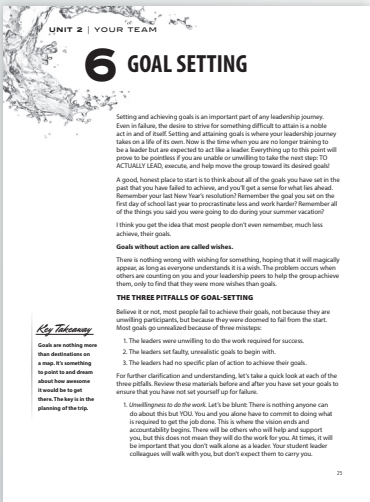 UNIT 2 | YOUR TEAM
6 GOAL SETTING
Setting and achieving goals is an important part of any leadership journey.
Even in failure, the desire to strive for something difficult to attain is a noble
act in and of itself. Setting and attaining goals is where your leadership journey
takes on a life of its own. Now is the time when you are no longer training to
be a leader but are expected to act like a leader. Everything up to this point will
prove to be pointless if you are unable or unwilling to take the next step: TO
ACTUALLY LEAD, execute, and help move the group toward its desired goals!
A good, honest place to start is to think about all of the goals you have set in the
past that you have failed to achieve, and you'll get a sense for what lies ahead.
Remember your last New Year's resolution? Remember the goal you set on the
first day of school last year to procrastinate less and work harder? Remember all
of the things you said you were going to do during your summer vacation?
I think you get the idea that most people don't even remember, much less
achieve, their goals.
Goals without action are called wishes.
There is nothing wrong with wishing for something, hoping that it will magically
appear, as long as everyone understands it is a wish. The problem occurs when
others are counting on you and your leadership peers to help the group achieve
them, only to find that they were more wishes than goals.
THE THREE PITFALLS OF GOAL-SETTING
Believe it or not, most people fail to achieve their goals, not because they are
unwilling participants, but because they were doomed to fail from the start.
Most goals go unrealized because of three missteps:
1. The leaders were unwilling to do the work required for success.
2. The leaders set faulty, unrealistic goals to begin with.
3. The leaders had no specific plan of action to achieve their goals.
For further clarification and understanding, let's take a quick look at each of the
three pitfalls. Review these materials before and after you have set your goals to
ensure that you have not set yourself up for failure.
1. Unwillingness to do the work. Let's be blunt: There is nothing anyone can
do about this but YOU. You and you alone have to commit to doing what
is required to get the job done. This is where the vision ends and
accountability begins. There will be others who will help and support
you, but this does not mean they will do the work for you. At times, it will
be important that you don't feel alone as a leader. Your student leader
colleagues will walk with you, but don't expect them to carry you.
Key Takeaway
Goals are nothing more
than destinations on
a map. It's something
to point to and dream
about how awesome
it would be to get
there. The key is in the
planning of the trip.
25